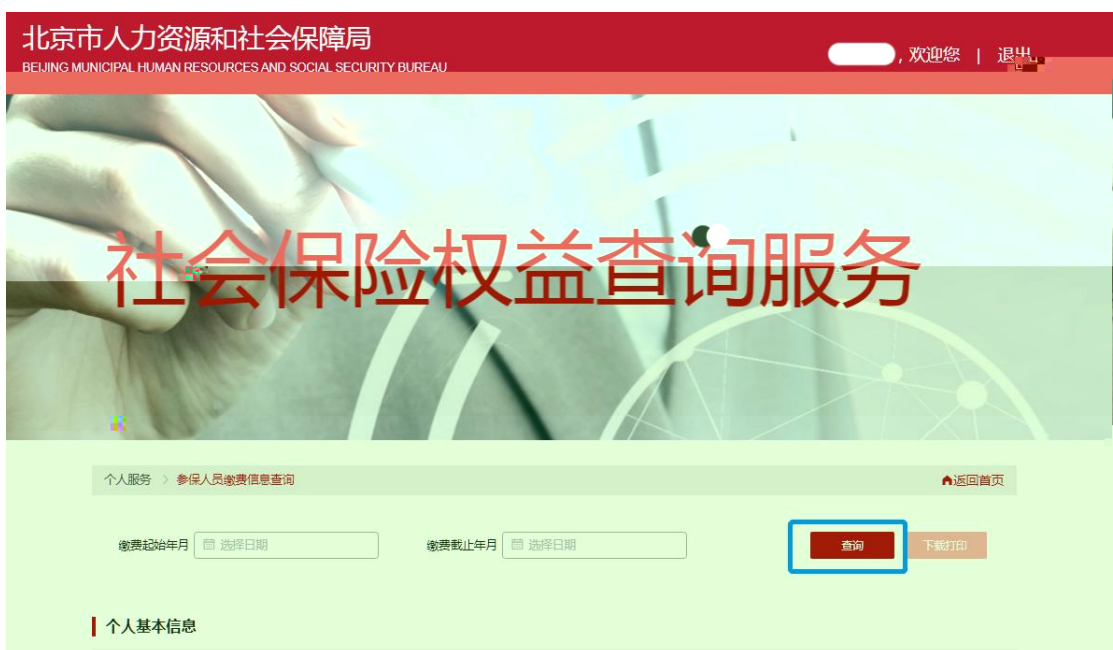 北京市人力资源和社会保障局
BEIJING MUNICIPAL HUMAN RESOURCES AND SOCIAL SECURITY BUREAU
, 欢迎您 | 退出
社会保险权益查询服务
个人服务 > 参保人员缴费信息查询 返回首页
缴费起始年月 选择日期 缴费截止年月 选择日期 查询 下载打印
个人基本信息